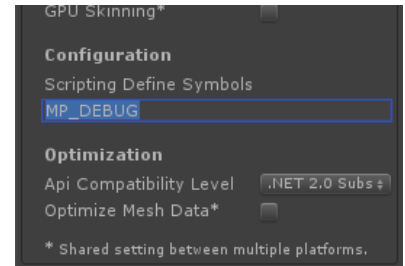 GPU Skinning*
Configuration
Scripting Define Symbols
MP_DEBUG
Optimization
Api Compatibility Level .NET 2.0 Subs
Optimize Mesh Data*
* Shared setting between multiple platforms.